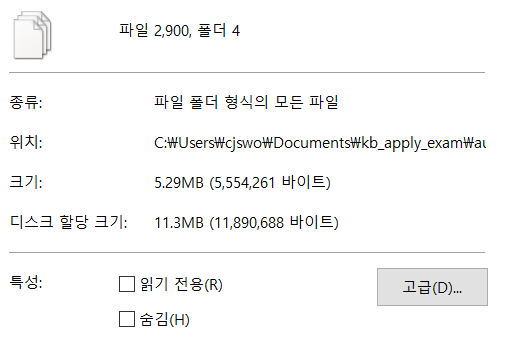 파일 2,900, 폴더 4
종류: 파일 폴더 형식의 모든 파일
위치: C:₩Users₩cjswo₩Documents₩kb_apply_exam₩au
크기: 5.29MB (5,554,261 바이트)
디스크 할당 크기: 11.3MB (11,890,688 바이트)
특성: 읽기 전용(R) 고급(D)...
숨김(H)